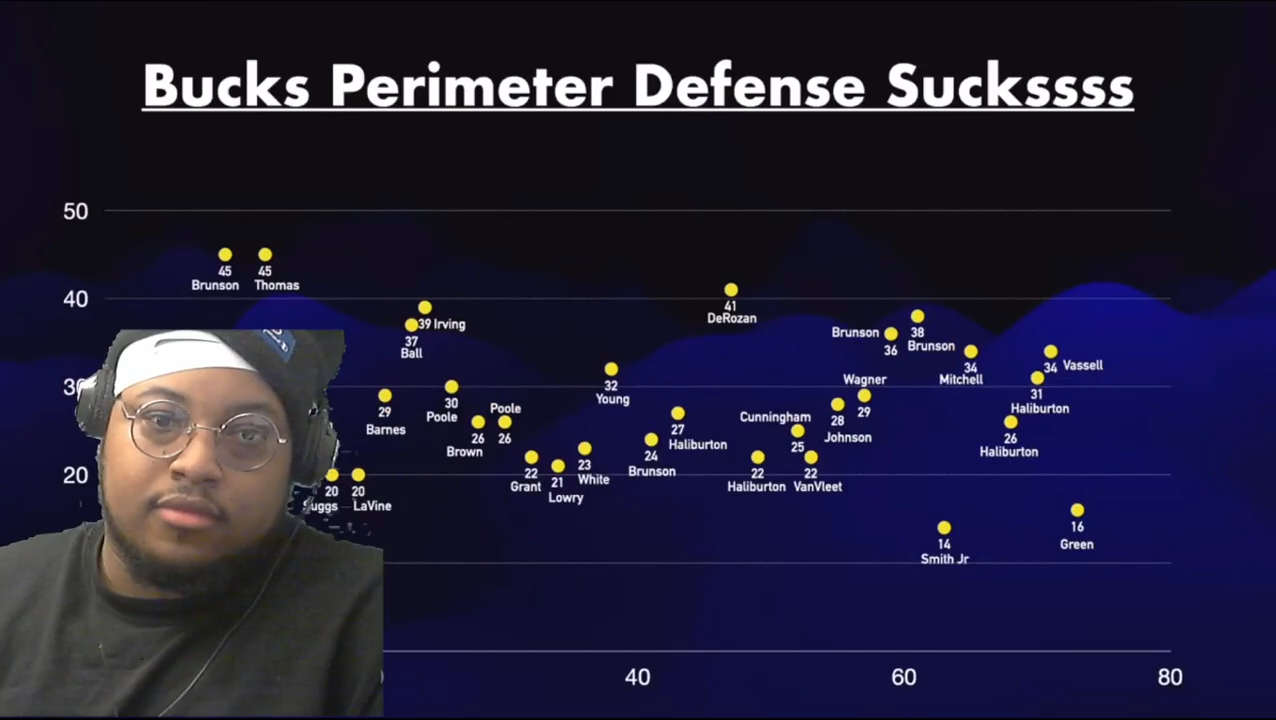 Bucks Perimeter Defense Suckssss
50
45
45
Brunson
Thomas
41
DeRozan
40
39 Irving
37
Ball
Brunson
36
38
Brunson
34
Mitchell
34
Vassell
30
32
Young
31
Haliburton
29
Barnes
30
Poole
Poole
26
26
Brown
27
Haliburton
24
Brunson
Cunningham
25
Wagner
29
28
Johnson
26
Haliburton
20
20
20
Suggs
LaVine
22
Grant
21
Lowry
23
White
22
Haliburton
22
VanVleet
14
Smith Jr
16
Green
40
60
80